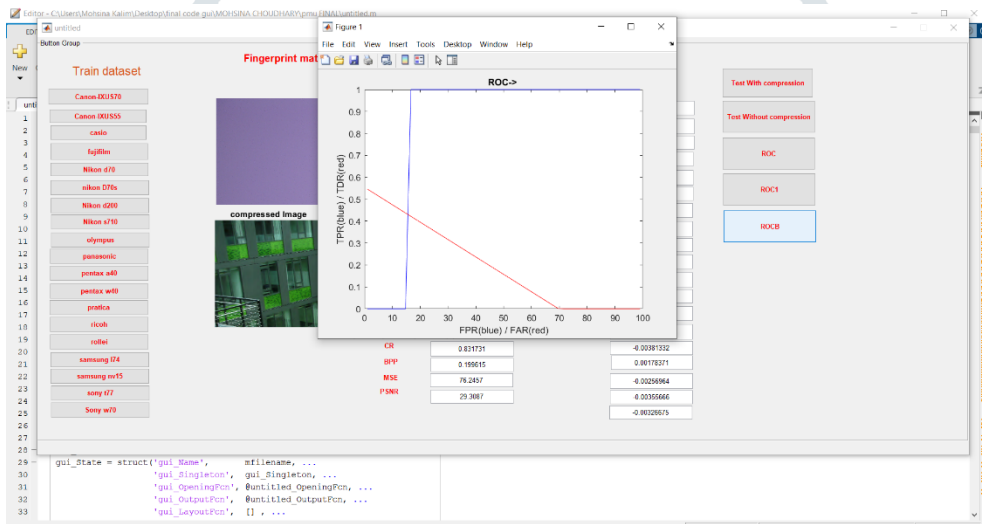 Editor - C:\Users\Mohsina Kalim\Desktop\final code gui\MOHSINA CHOUDHARY\pmu FINAL\untitled.m
untitled
Button Group
New
Train dataset
Canon-IXUS70
Canon-IXUS55
casio
fujifilm
Nikon d70
nikon D70s
Nikon d200
Nikon s710
olympus
panasonic
pentax a40
pentax w40
pratica
ricoh
rollei
samsung l74
samsung nv15
sony t77
Sony w70
Fingerprint mat
compressed Image
Figure 1
File Edit View Insert Tools Desktop Window Help
ROC->
TPR(blue) / TDR(red)
1
0.9
0.8
0.7
0.6
0.5
0.4
0.3
0.2
0.1
0
0 10 20 30 40 50 60 70 80 90 100
FPR(blue) / FAR(red)
CR 0.831731 -0.00381332
BPP 0.199615 0.00178371
MSE 76.2457 -0.00256964
PSNR 29.3087 -0.00355666
-0.00326675
Test With compression
Test Without compression
ROC
ROC1
ROCB
1
2
3
4
5
6
7
8
9
10
11
12
13
14
15
16
17
18
19
20
21
22
23
24
25
26
27
28
29 gui_State = struct('gui_Name', mfilename, ...
30 'gui_Singleton', gui_Singleton, ...
31 'gui_OpeningFcn', @untitled_OpeningFcn, ...
32 'gui_OutputFcn', @untitled_OutputFcn, ...
33 'gui_LayoutFcn', [] , ...